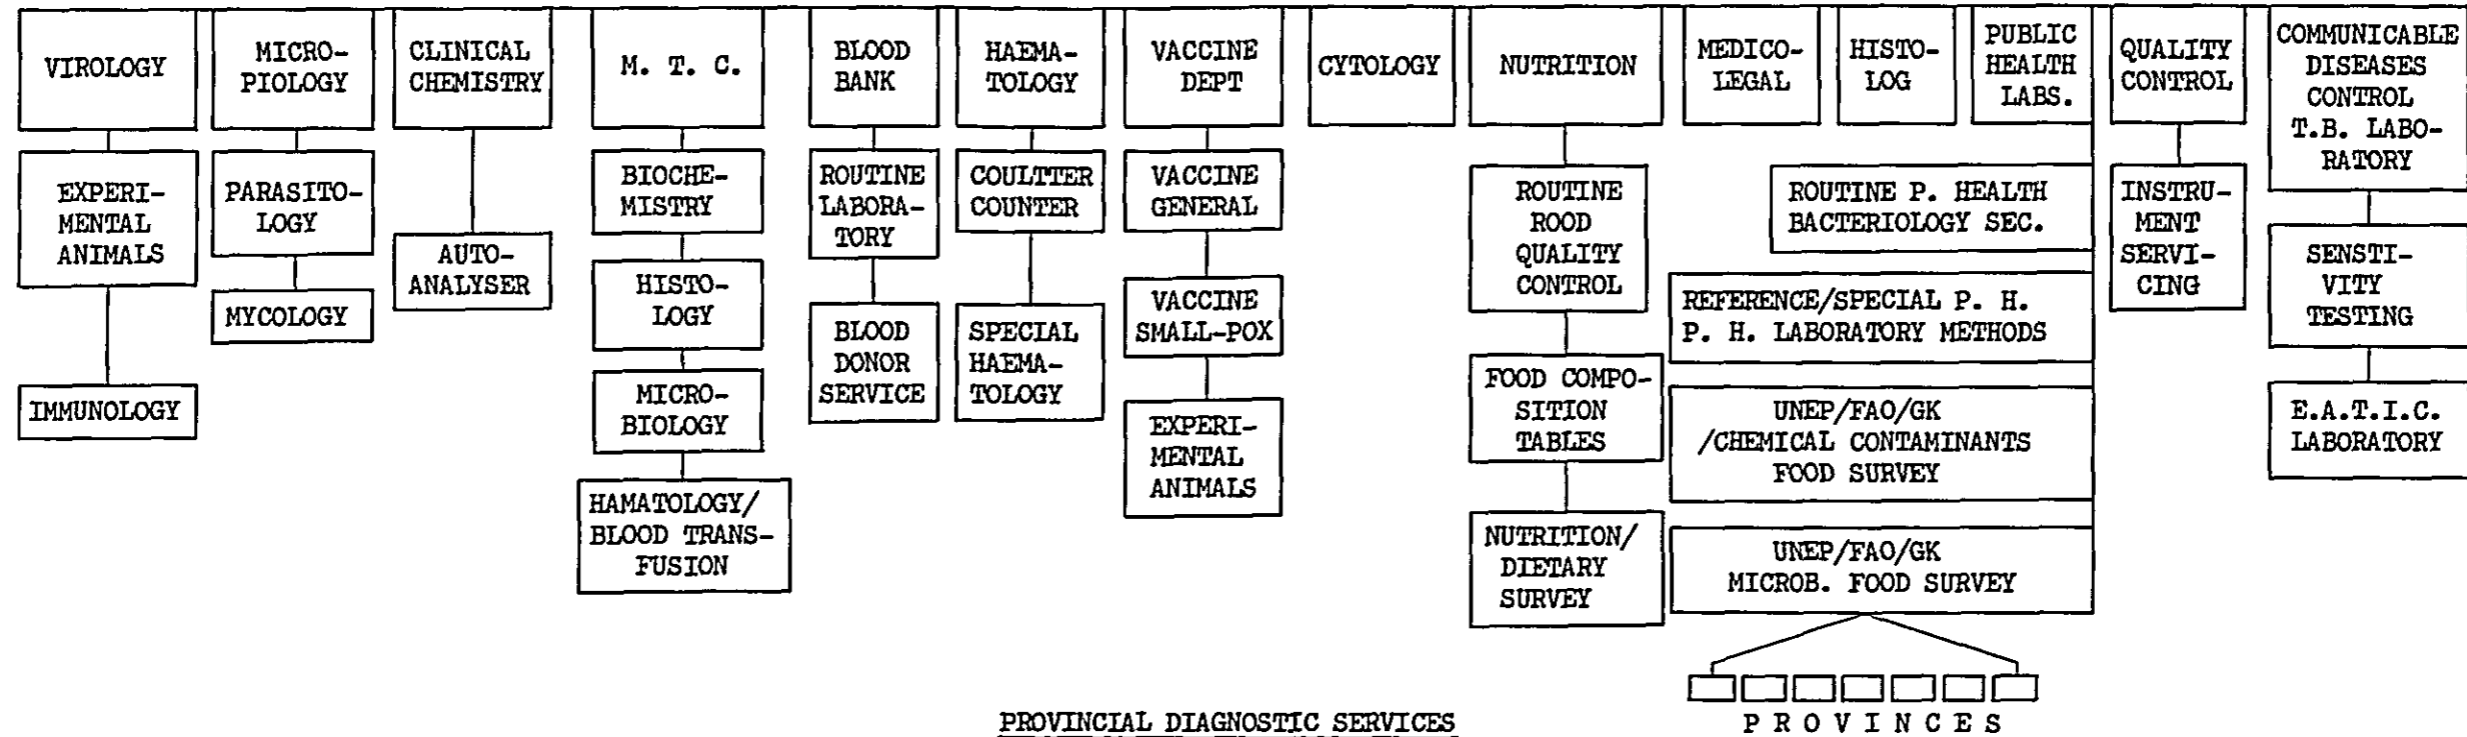 VIROLOGY
EXPERI-
MENTAL
ANIMALS
IMMUNOLOGY
MICRO-
PIOLOGY
PARASITO-
LOGY
MYCOLOGY
CLINICAL
CHEMISTRY
AUTO-
ANALYSER
M. T. C.
BIOCHE-
MISTRY
HISTO-
LOGY
MICRO-
BIOLOGY
HAMATOLOGY/
BLOOD TRANS-
FUSION
BLOOD
BANK
ROUTINE
LABORA-
TORY
BLOOD
DONOR
SERVICE
HAEMA-
TOLOGY
COULTTER
COUNTER
SPECIAL
HAEMA-
TOLOGY
VACCINE
DEPT
VACCINE
GENERAL
VACCINE
SMALL-POX
EXPERI-
MENTAL
ANIMALS
CYTOLOGY
NUTRITION
ROUTINE
ROOD
QUALITY
CONTROL
FOOD COMPO-
SITION
TABLES
NUTRITION/
DIETARY
SURVEY
MEDICO-
LEGAL
HISTO-
LOG
PUBLIC
HEALTH
LABS.
ROUTINE P. HEALTH
BACTERIOLOGY SEC.
REFERENCE/SPECIAL P. H.
P. H. LABORATORY METHODS
UNEP/FAO/GK
/CHEMICAL CONTAMINANTS
FOOD SURVEY
UNEP/FAO/GK
MICROB. FOOD SURVEY
PROVINCES
QUALITY
CONTROL
INSTRU-
MENT
SERVI-
CING
COMMUNICABLE
DISEASES
CONTROL
T.B. LABO-
RATORY
SENSTI-
VITY
TESTING
E.A.T.I.C.
LABORATORY
PROVINCIAL DIAGNOSTIC SERVICES